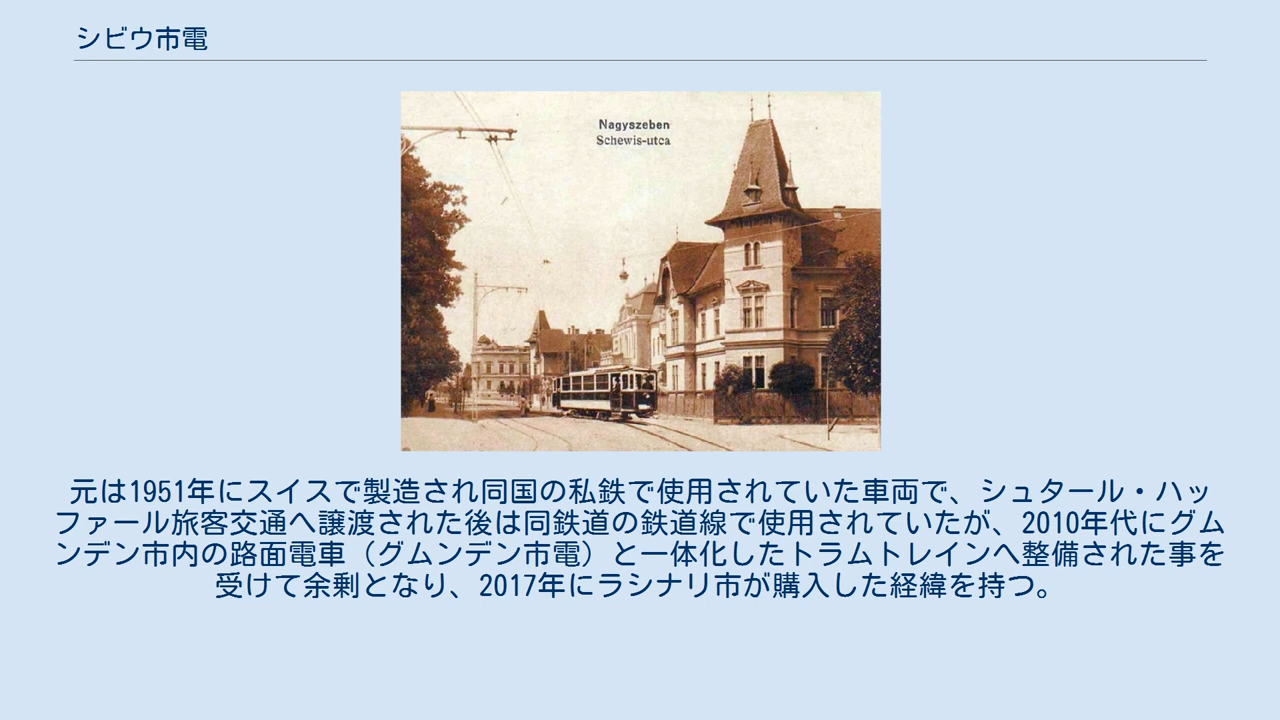 シビウ市電
Nagyszeben
Schewis-utca
元は1951年にスイスで製造され同国の私鉄で使用されていた車両で、シュタール・ハッ
ファール旅客交通へ譲渡された後は同鉄道の鉄道線で使用されていたが、2010年代にグム
ンデン市内の路面電車（グムンデン市電）と一体化したトラムトレインへ整備された事を
受けて余剰となり、2017年にラシナリ市が購入した経緯を持つ。